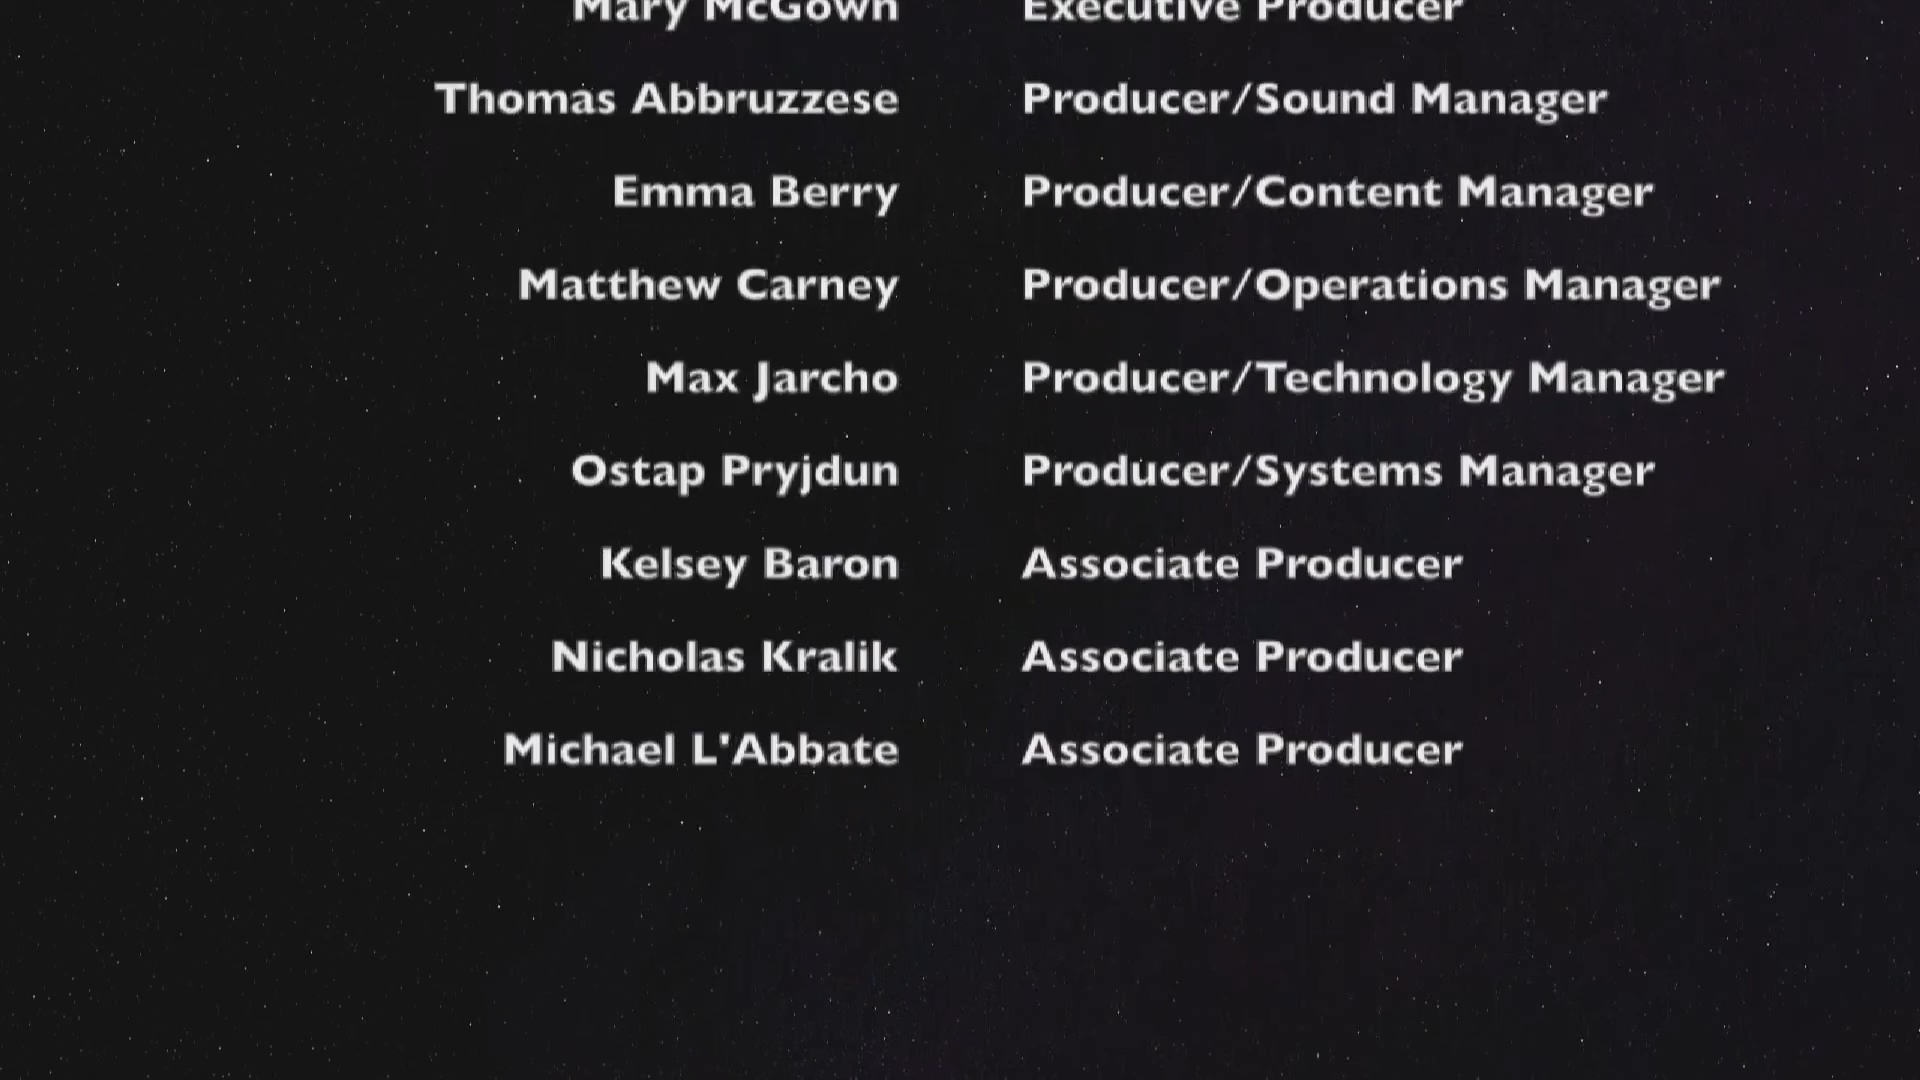 Mary McGown Executive Producer
Thomas Abbruzzese Producer/Sound Manager
Emma Berry Producer/Content Manager
Matthew Carney Producer/Operations Manager
Max Jarcho Producer/Technology Manager
Ostap Pryjdun Producer/Systems Manager
Kelsey Baron Associate Producer
Nicholas Kralik Associate Producer
Michael L'Abbate Associate Producer